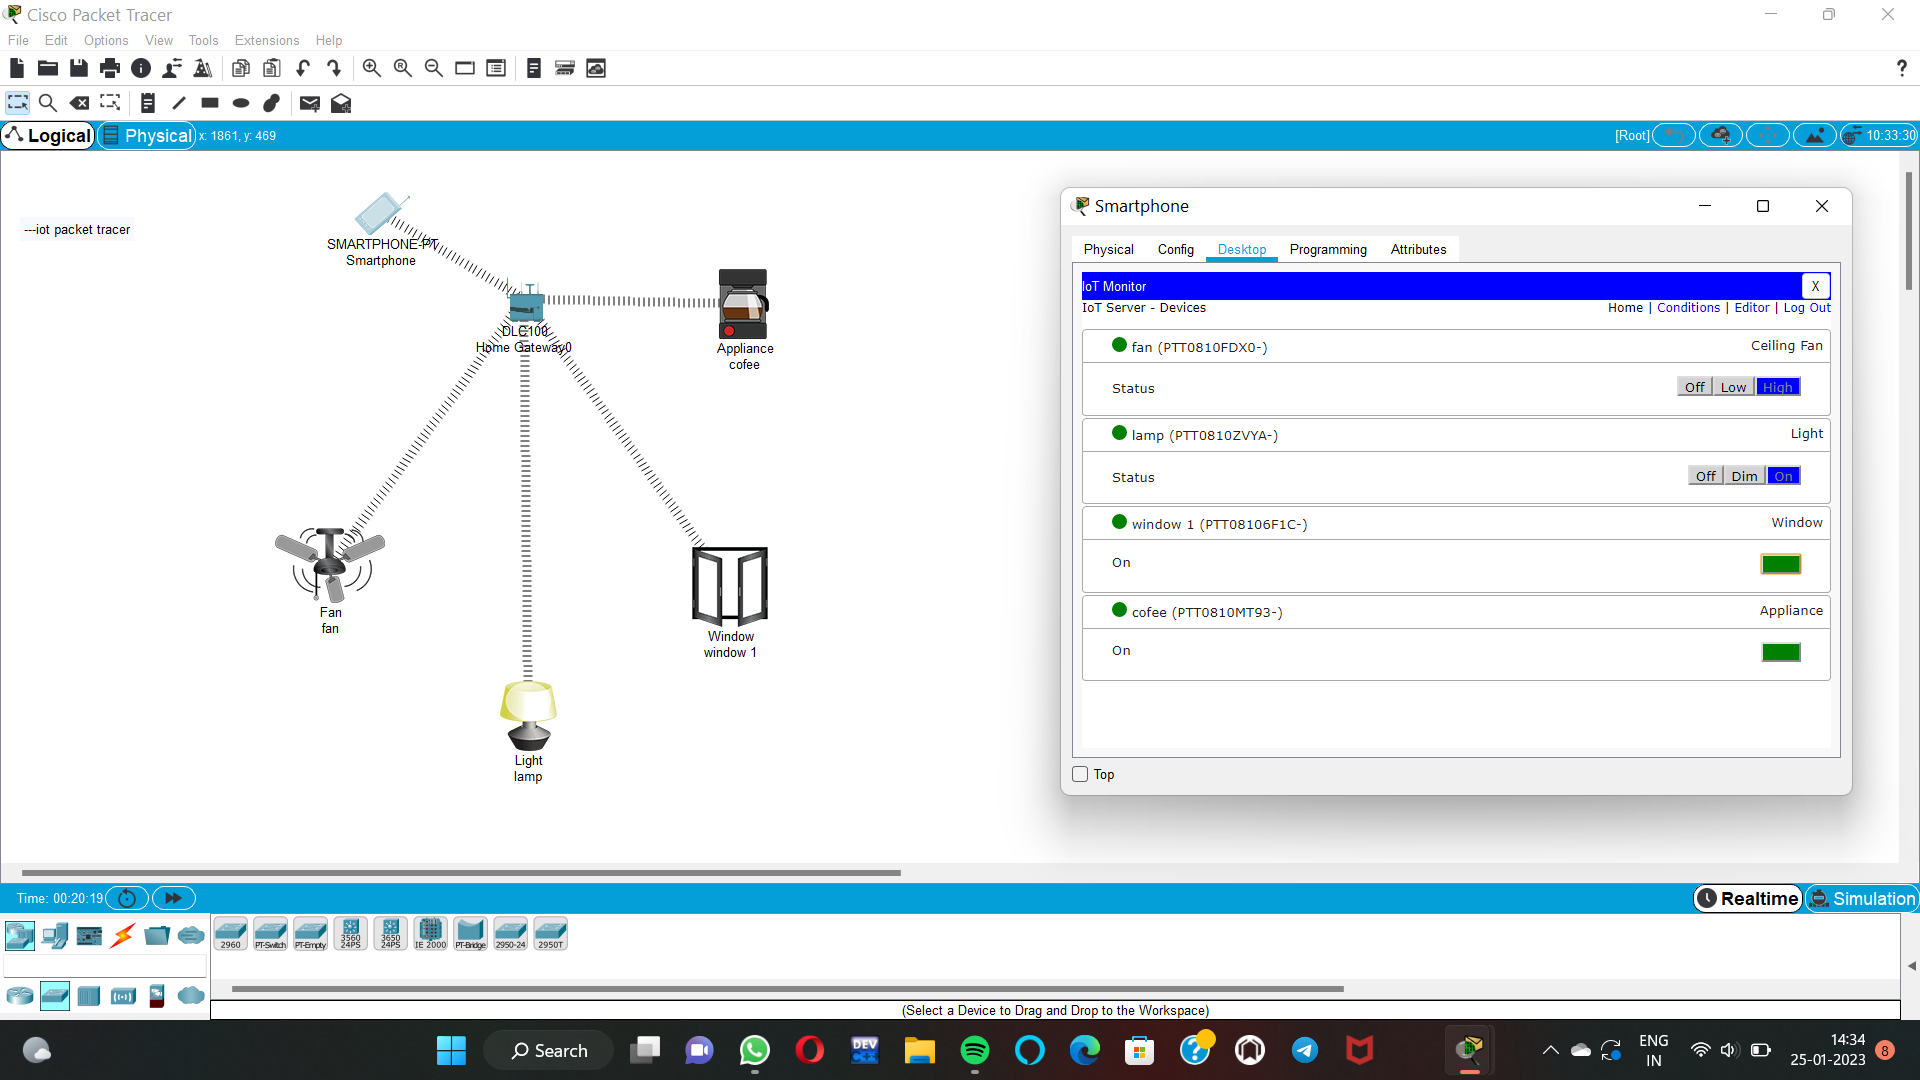 Cisco Packet Tracer
File Edit Options View Tools Extensions Help
?
Logical Physical x: 1861, y: 469 [Root] 10:33:30
---iot packet tracer
SMARTPHONE-PT
Smartphone
DLC100
Home Gateway0
Appliance
cofee
Fan
fan
Window
window 1
Light
lamp
Smartphone
Physical Config Desktop Programming Attributes
IoT Monitor X
IoT Server - Devices Home | Conditions | Editor | Log Out
fan (PTT0810FDX0-) Ceiling Fan
Status Off Low High
lamp (PTT0810ZVYA-) Light
Status Off Dim On
window 1 (PTT08106F1C-) Window
On
cofee (PTT0810MT93-) Appliance
On
Top
Time: 00:20:19 Realtime Simulation
2960 PT-Switch PT-Empty 3560 24PS 3650 24PS IE 2000 PT-Bridge 2950-24 2950T
(Select a Device to Drag and Drop to the Workspace)
Search DEV C++ ENG IN 14:34 25-01-2023 8